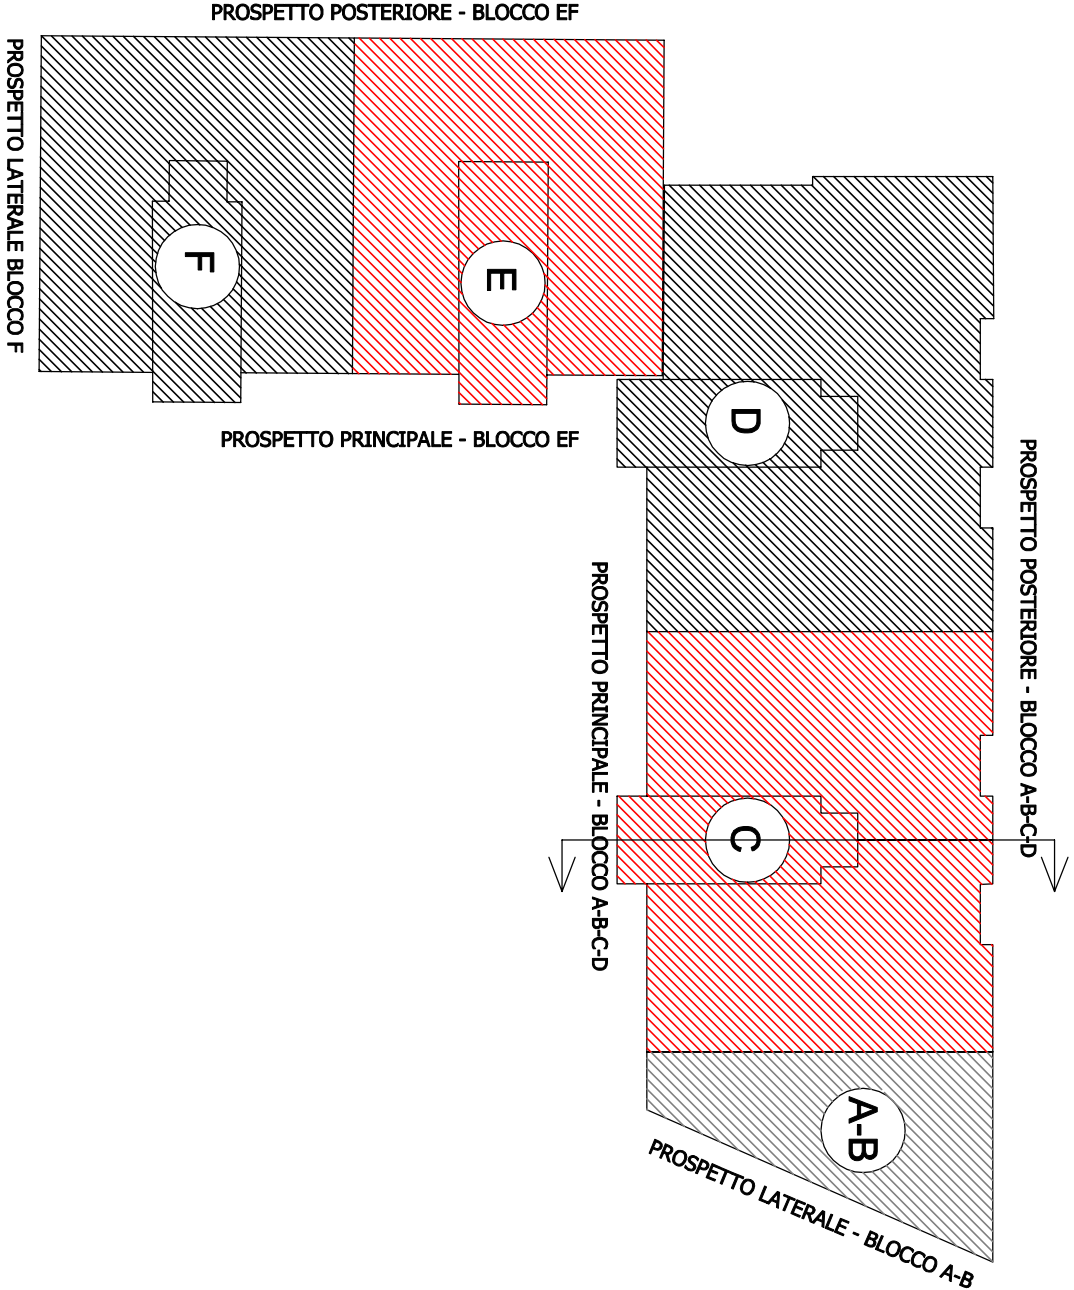 PROSPETTO POSTERIORE - BLOCCO EF
PROSPETTO LATERALE BLOCCO F
F
E
D
PROSPETTO PRINCIPALE - BLOCCO EF
PROSPETTO POSTERIORE - BLOCCO A-B-C-D
PROSPETTO PRINCIPALE - BLOCCO A-B-C-D
C
A-B
PROSPETTO LATERALE - BLOCCO A-B